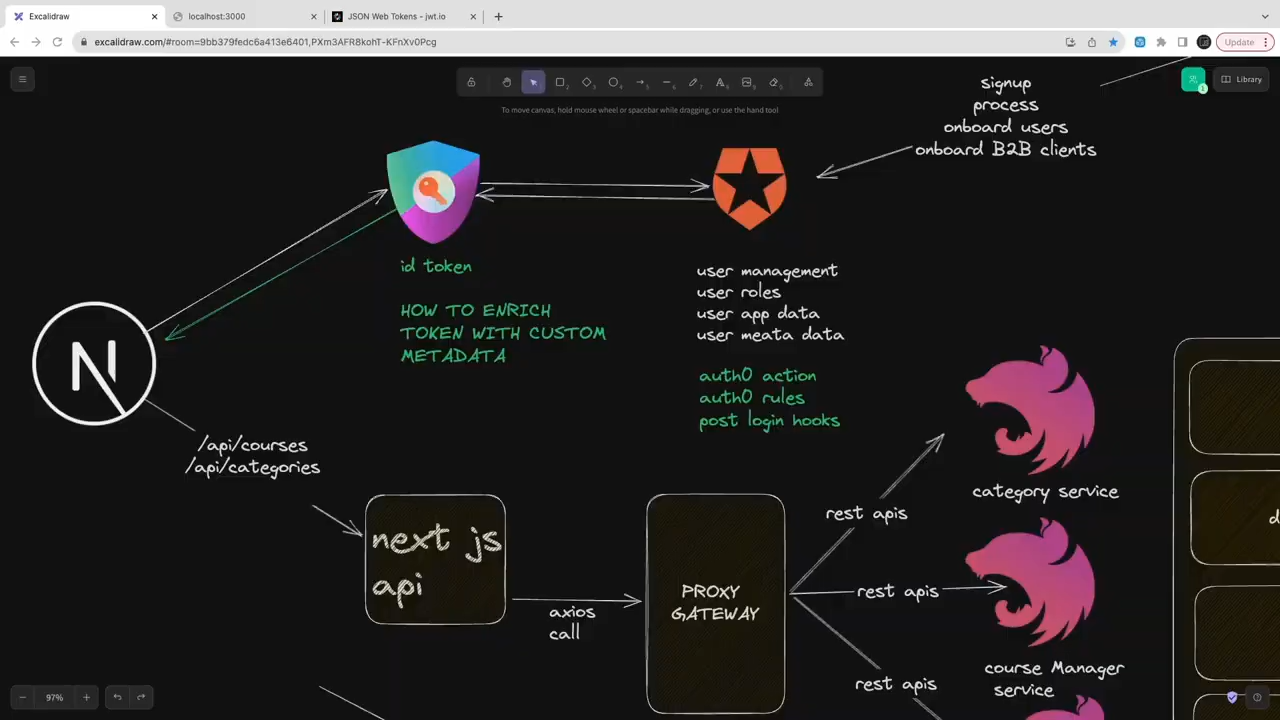 Excalidraw
localhost:3000
JSON Web Tokens - jwt.io
excalidraw.com/#room=9bb379fedc6a413e6401,PXm3AFR8kohT-KFnXv0Pcg
Update
To move canvas, hold mouse wheel or spacebar while dragging, or use the hand tool
1
Library
signup
process
onboard users
onboard B2B clients
id token
HOW TO ENRICH
TOKEN WITH CUSTOM
METADATA
user management
user roles
user app data
user meata data
auth0 action
auth0 rules
post login hooks
N
/api/courses
/api/categories
next js
api
axios
call
PROXY
GATEWAY
rest apis
category service
rest apis
course Manager
service
rest apis
d
97%